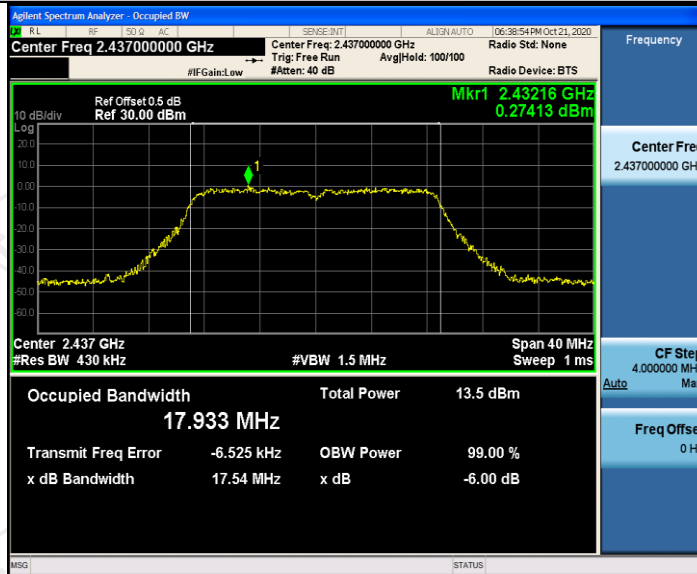 Agilent Spectrum Analyzer - Occupied BW
RL RF 50 Ω AC SENSE:INT ALIGN AUTO 06:38:54 PM Oct 21, 2020
Center Freq 2.437000000 GHz Center Freq: 2.437000000 GHz Radio Std: None
Trig: Free Run Avg|Hold: 100/100
#IFGain:Low #Atten: 40 dB Radio Device: BTS
Frequency
Ref Offset 0.5 dB Mkr1 2.43216 GHz
10 dB/div Ref 30.00 dBm 0.27413 dBm
Log
20.0
10.0
0.00
-10.0
-20.0
-30.0
-40.0
-50.0
-60.0
1
Center 2.437 GHz Span 40 MHz
#Res BW 430 kHz #VBW 1.5 MHz Sweep 1 ms
Occupied Bandwidth Total Power 13.5 dBm
17.933 MHz
Transmit Freq Error -6.525 kHz OBW Power 99.00 %
x dB Bandwidth 17.54 MHz x dB -6.00 dB
Center Fre
2.437000000 GH
CF Ste
4.000000 MH
Auto Ma
Freq Offse
0 H
MSG STATUS